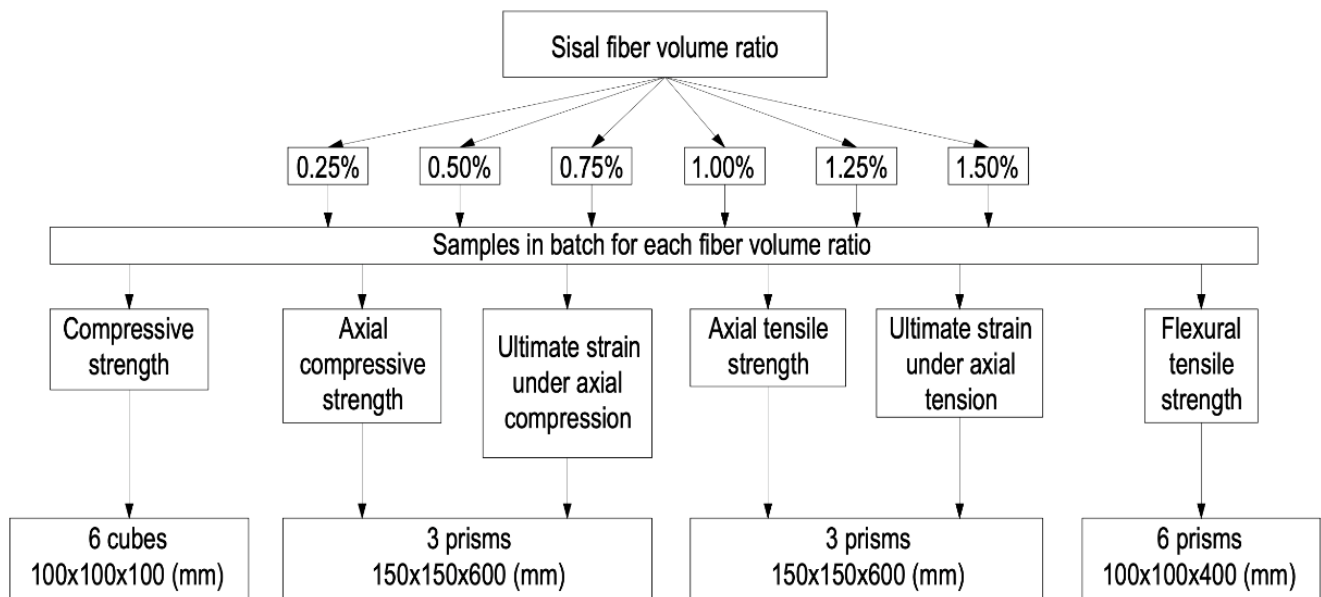 Sisal fiber volume ratio
0.25%
0.50%
0.75%
1.00%
1.25%
1.50%
Samples in batch for each fiber volume ratio
Compressive
strength
Axial
compressive
strength
Ultimate strain
under axial
compression
Axial tensile
strength
Ultimate strain
under axial
tension
Flexural
tensile
strength
6 cubes
100x100x100 (mm)
3 prisms
150x150x600 (mm)
3 prisms
150x150x600 (mm)
6 prisms
100x100x400 (mm)